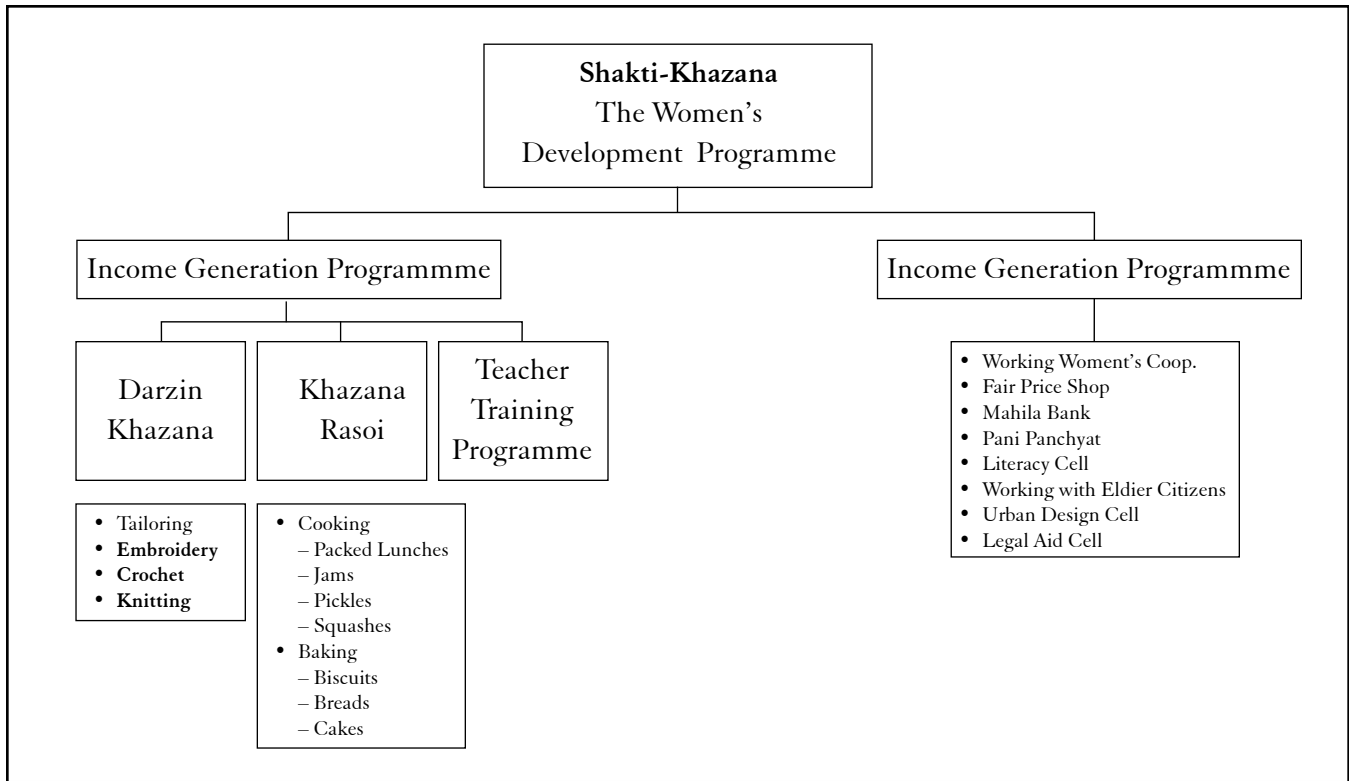 Shakti-Khazana
The Women’s
Development Programme
Income Generation Programmme
Income Generation Programmme
Darzin
Khazana
Khazana
Rasoi
Teacher
Training
Programme
• Tailoring
• Embroidery
• Crochet
• Knitting
• Cooking
– Packed Lunches
– Jams
– Pickles
– Squashes
• Baking
– Biscuits
– Breads
– Cakes
• Working Woment’s Coop.
• Fair Price Shop
• Mahila Bank
• Pani Panchyat
• Literacy Cell
• Working with Eldier Citizens
• Urban Design Cell
• Legal Aid Cell